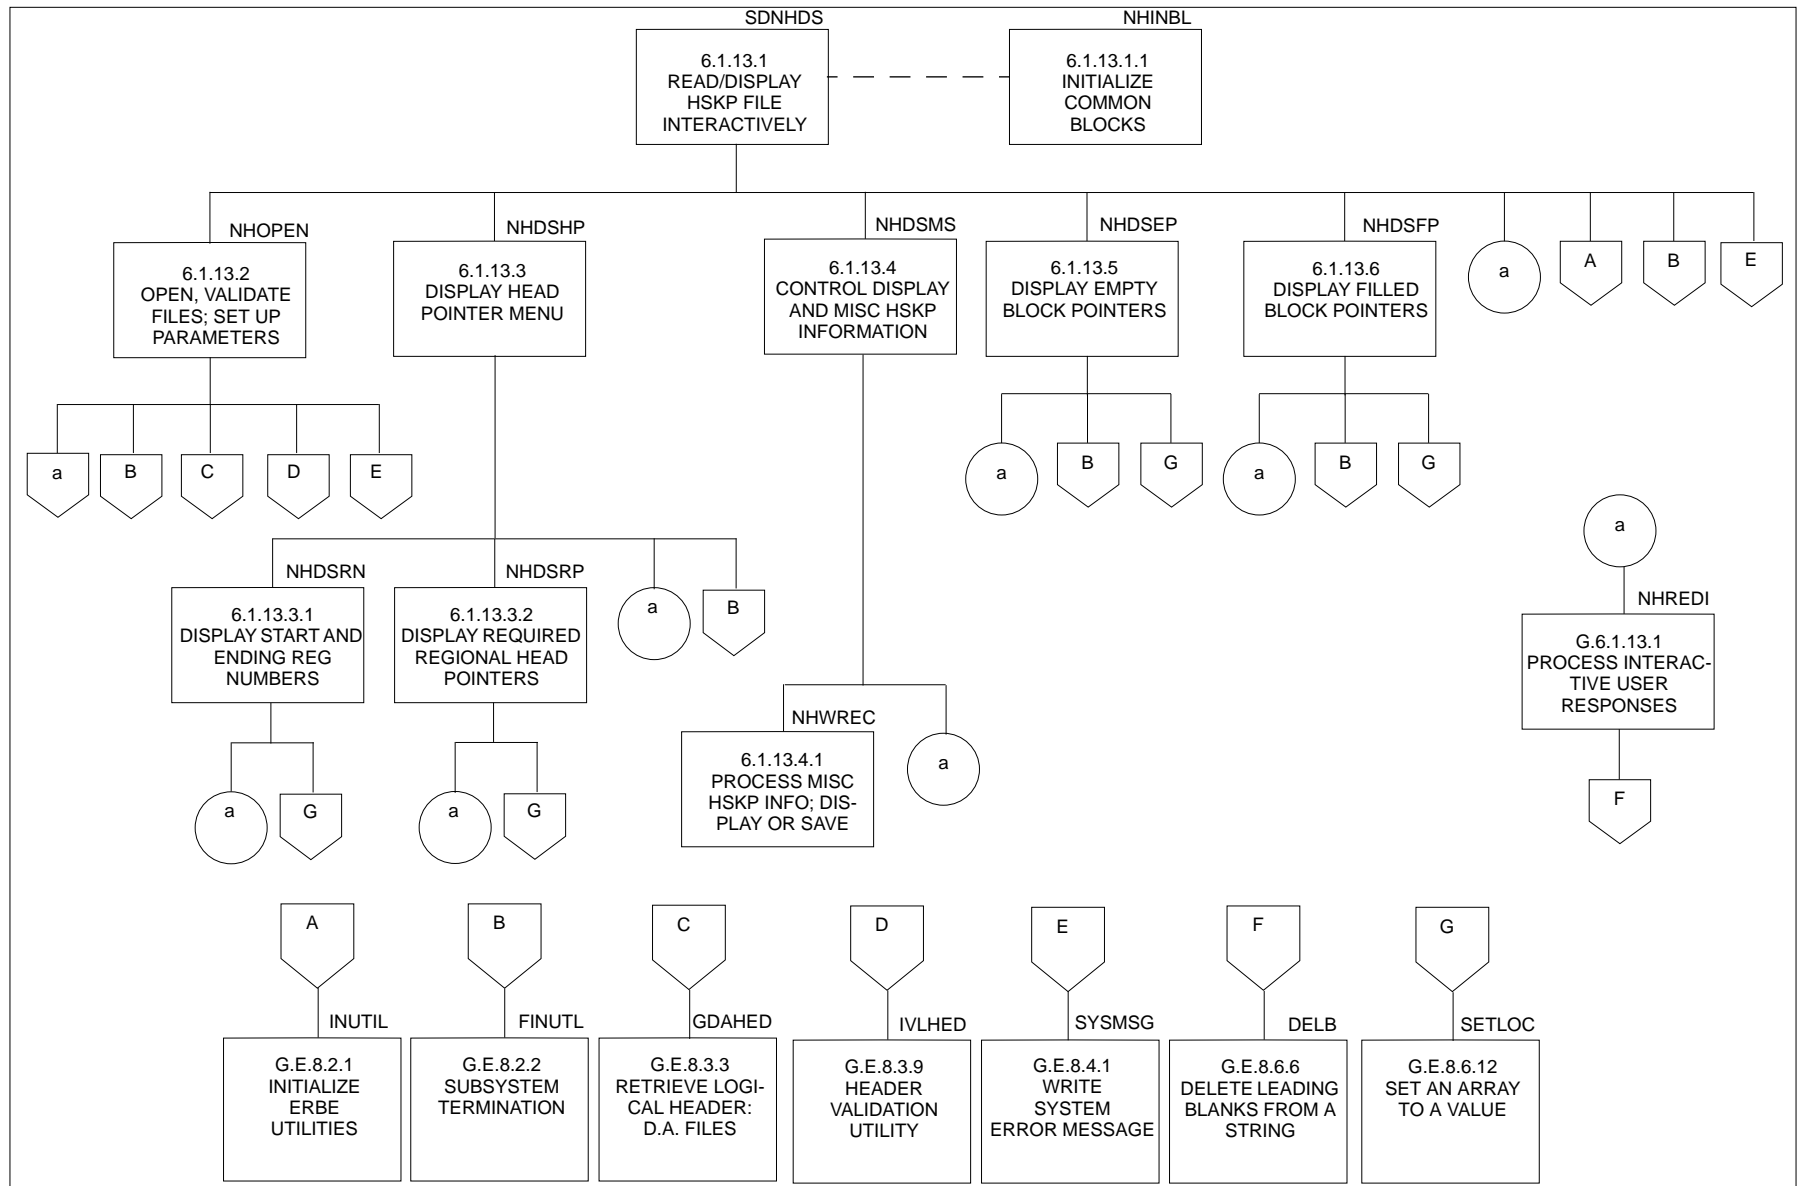 SDNHDS
NHINBL
6.1.13.1
READ/DISPLAY
HSKP FILE
INTERACTIVELY
6.1.13.1.1
INITIALIZE
COMMON
BLOCKS
NHOPEN
6.1.13.2
OPEN, VALIDATE
FILES; SET UP
PARAMETERS
NHDSHP
6.1.13.3
DISPLAY HEAD
POINTER MENU
NHDSMS
6.1.13.4
CONTROL DISPLAY
AND MISC HSKP
INFORMATION
NHDSEP
6.1.13.5
DISPLAY EMPTY
BLOCK POINTERS
NHDSFP
6.1.13.6
DISPLAY FILLED
BLOCK POINTERS
a
A
B
E
a
B
C
D
E
a
B
G
a
B
G
NHDSRN
6.1.13.3.1
DISPLAY START AND
ENDING REG
NUMBERS
NHDSRP
6.1.13.3.2
DISPLAY REQUIRED
REGIONAL HEAD
POINTERS
a
B
a
NHREDI
G.6.1.13.1
PROCESS INTERAC-
TIVE USER
RESPONSES
F
NHWREC
6.1.13.4.1
PROCESS MISC
HSKP INFO; DIS-
PLAY OR SAVE
a
a
G
a
G
A
B
C
D
E
F
G
INUTIL
G.E.8.2.1
INITIALIZE
ERBE
UTILITIES
FINUTL
G.E.8.2.2
SUBSYSTEM
TERMINATION
GDAHED
G.E.8.3.3
RETRIEVE LOGI-
CAL HEADER:
D.A. FILES
IVLHED
G.E.8.3.9
HEADER
VALIDATION
UTILITY
SYSMSG
G.E.8.4.1
WRITE
SYSTEM
ERROR MESSAGE
DELB
G.E.8.6.6
DELETE LEADING
BLANKS FROM A
STRING
SETLOC
G.E.8.6.12
SET AN ARRAY
TO A VALUE